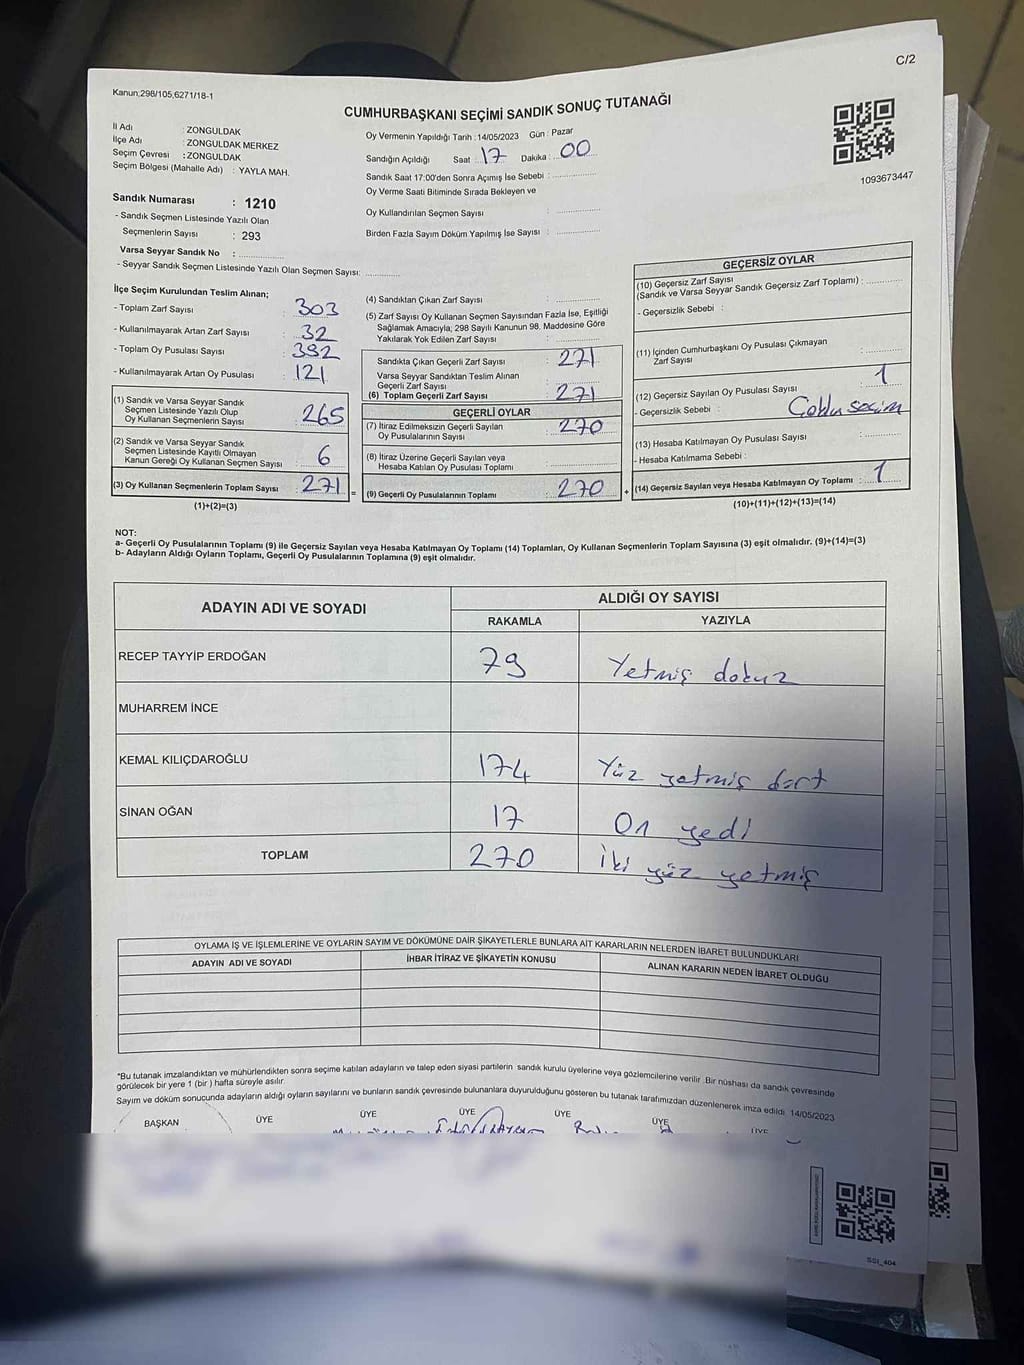 C/2
Kanun,298/105,6271/18-1
CUMHURBAŞKANI SEÇİMİ SANDIK SONUÇ TUTANAĞI
İl Adı : ZONGULDAK
İlçe Adı : ZONGULDAK MERKEZ
Seçim Çevresi : ZONGULDAK
Seçim Bölgesi (Mahalle Adı) : YAYLA MAH.
Oy Vermenin Yapıldığı Tarih : 14/05/2023 Gün : Pazar
Sandığın Açıldığı Saat : 17 Dakika : 00
Sandık Saat 17:00'den Sonra Açımış İse Sebebi :
Oy Verme Saati Bitiminde Sırada Bekleyen ve
Oy Kullandırılan Seçmen Sayısı :
Birden Fazla Sayım Döküm Yapılmış İse Sayısı :
1093673447
Sandık Numarası : 1210
- Sandık Seçmen Listesinde Yazılı Olan
Seçmenlerin Sayısı : 293
Varsa Seyyar Sandık No :
- Seyyar Sandık Seçmen Listesinde Yazılı Olan Seçmen Sayısı:
İlçe Seçim Kurulundan Teslim Alınan;
- Toplam Zarf Sayısı : 303
- Kullanılmayarak Artan Zarf Sayısı : 32
- Toplam Oy Pusulası Sayısı : 392
- Kullanılmayarak Artan Oy Pusulası : 121
(1) Sandık ve Varsa Seyyar Sandık
Seçmen Listesinde Yazılı Olup
Oy Kullanan Seçmenlerin Sayısı : 265
(2) Sandık ve Varsa Seyyar Sandık
Seçmen Listesinde Kayıtlı Olmayan
Kanun Gereği Oy Kullanan Seçmen Sayısı : 6
(3) Oy Kullanan Seçmenlerin Toplam Sayısı : 271 =
(1)+(2)=(3)
(4) Sandıktan Çıkan Zarf Sayısı :
(5) Zarf Sayısı Oy Kullanan Seçmen Sayısından Fazla İse, Eşitliği
Sağlamak Amacıyla; 298 Sayılı Kanunun 98. Maddesine Göre
Yakılarak Yok Edilen Zarf Sayısı :
Sandıkta Çıkan Geçerli Zarf Sayısı : 271
Varsa Seyyar Sandıktan Teslim Alınan
Geçerli Zarf Sayısı :
(6) Toplam Geçerli Zarf Sayısı : 271
GEÇERLİ OYLAR
(7) İtiraz Edilmeksizin Geçerli Sayılan
Oy Pusulalarının Sayısı : 270
(8) İtiraz Üzerine Geçerli Sayılan veya
Hesaba Katılan Oy Pusulası Toplamı :
(9) Geçerli Oy Pusulalarının Toplamı : 270 +
GEÇERSİZ OYLAR
(10) Geçersiz Zarf Sayısı
(Sandık ve Varsa Seyyar Sandık Geçersiz Zarf Toplamı) :
- Geçersizlik Sebebi :
(11) İçinden Cumhurbaşkanı Oy Pusulası Çıkmayan
Zarf Sayısı :
(12) Geçersiz Sayılan Oy Pusulası Sayısı : 1
- Geçersizlik Sebebi : Çoklu seçim
(13) Hesaba Katılmayan Oy Pusulası Sayısı :
- Hesaba Katılmama Sebebi :
(14) Geçersiz Sayılan veya Hesaba Katılmayan Oy Toplamı : 1
(10)+(11)+(12)+(13)=(14)
NOT:
a- Geçerli Oy Pusulalarının Toplamı (9) ile Geçersiz Sayılan veya Hesaba Katılmayan Oy Toplamı (14) Toplamları, Oy Kullanan Seçmenlerin Toplam Sayısına (3) eşit olmalıdır. (9)+(14)=(3)
b- Adayların Aldığı Oyların Toplamı, Geçerli Oy Pusulalarının Toplamına (9) eşit olmalıdır.
ADAYIN ADI VE SOYADI ALDIĞI OY SAYISI
RAKAMLA YAZIYLA
RECEP TAYYİP ERDOĞAN 79 Yetmiş dokuz
MUHARREM İNCE
KEMAL KILIÇDAROĞLU 174 Yüz yetmiş dört
SİNAN OĞAN 17 On yedi
TOPLAM 270 İki yüz yetmiş
OYLAMA İŞ VE İŞLEMLERİNE VE OYLARIN SAYIM VE DÖKÜMÜNE DAİR ŞİKAYETLERLE BUNLARA AİT KARARLARIN NELERDEN İBARET BULUNDUKLARI
ADAYIN ADI VE SOYADI İHBAR İTİRAZ VE ŞİKAYETİN KONUSU ALINAN KARARIN NEDEN İBARET OLDUĞU
*Bu tutanak imzalandıktan ve mühürlendikten sonra seçime katılan adayların ve talep eden siyasi partilerin sandık kurulu üyelerine veya gözlemcilerine verilir .Bir nüshası da sandık çevresinde
görülecek bir yere 1 (bir ) hafta süreyle asılır.
Sayım ve döküm sonucunda adayların aldığı oyların sayılarını ve bunların sandık çevresinde bulunanlara duyurulduğunu gösteren bu tutanak tarafımızdan düzenlenerek imza edildi. 14/05/2023
BAŞKAN ÜYE ÜYE ÜYE ÜYE ÜYE ÜYE
SSI_404